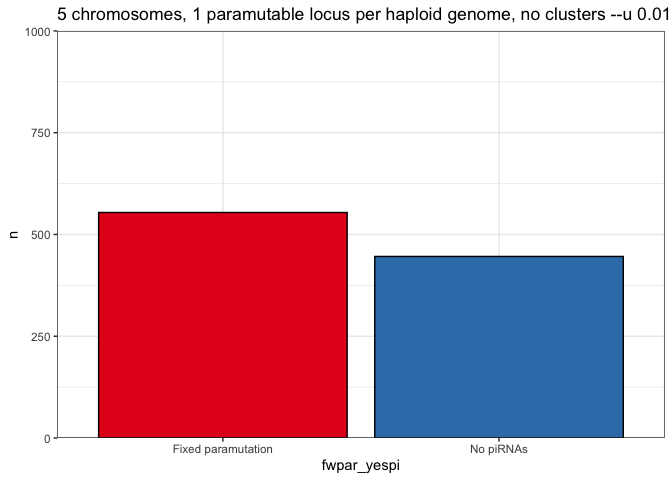 5 chromosomes, 1 paramutable locus per haploid genome, no clusters --u 0.01
1000
750
500
250
0
n
Fixed paramutation
No piRNAs
fwpar_yespi